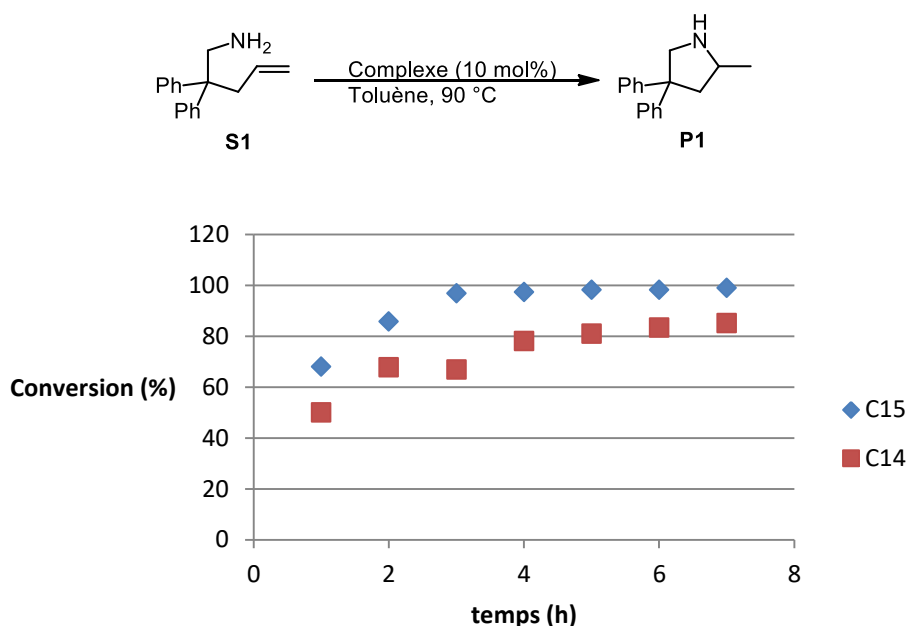 NH2
Ph
Ph
S1
Complexe (10 mol%)
Toluène, 90 °C
H
N
Ph
Ph
P1
120
100
80
60
40
20
0
Conversion (%)
0 2 4 6 8
temps (h)
C15
C14